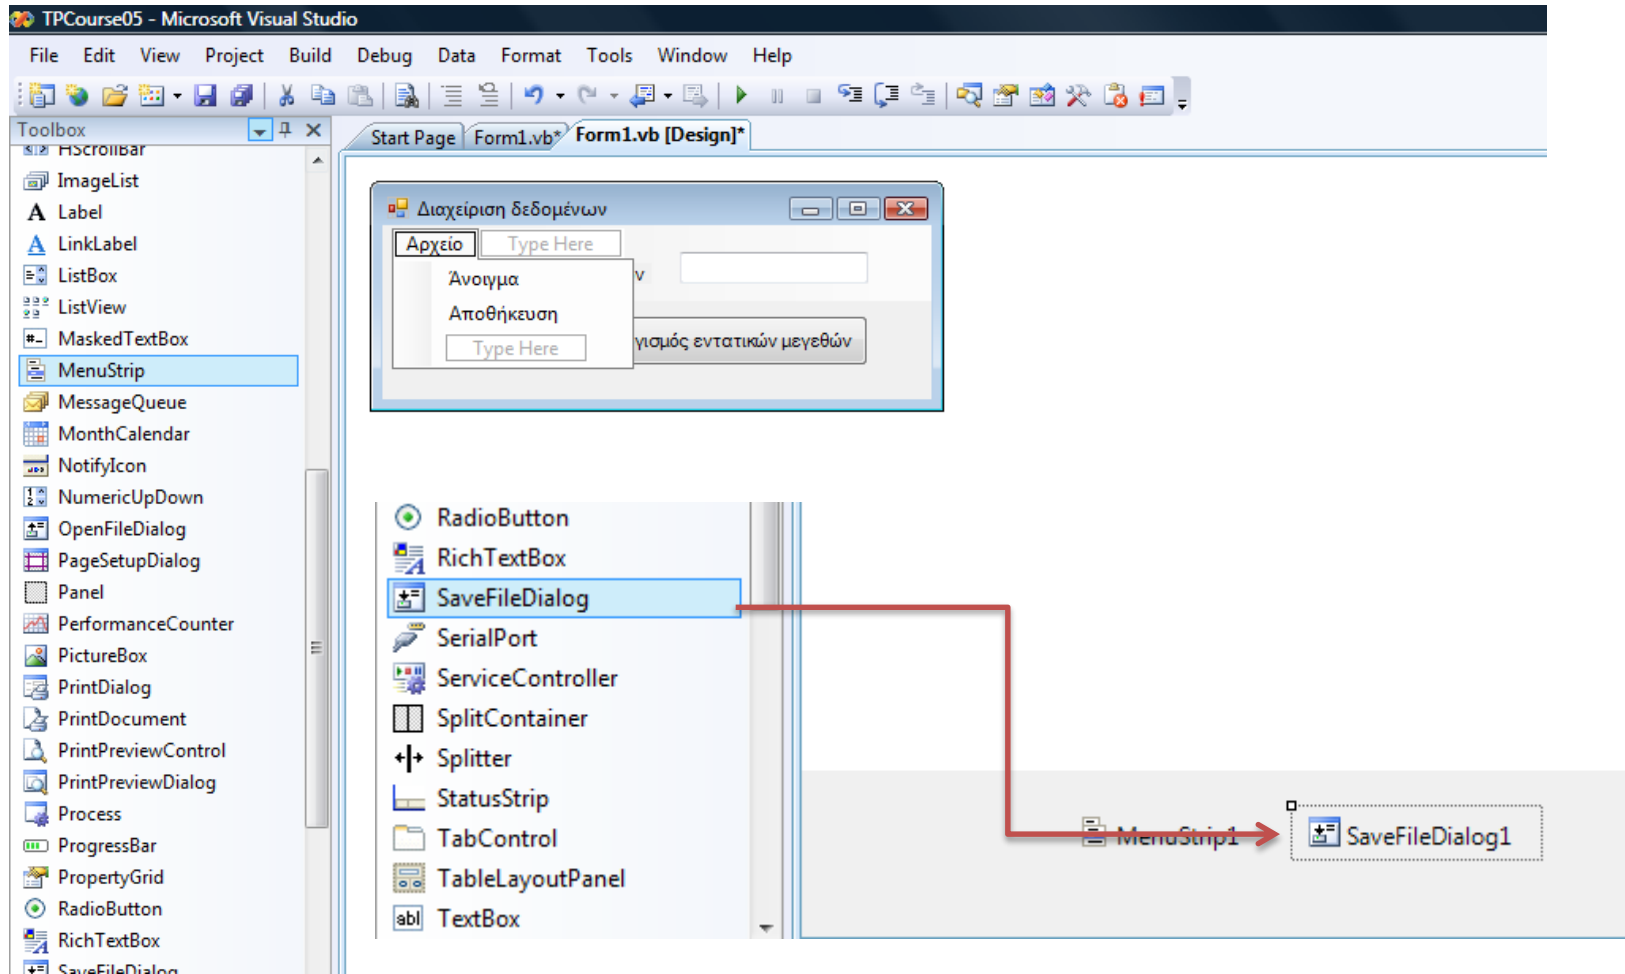 TPCourse05 - Microsoft Visual Studio
File Edit View Project Build Debug Data Format Tools Window Help
Toolbox
Start Page Form1.vb* Form1.vb [Design]*
HScrollBar
ImageList
Label
LinkLabel
ListBox
ListView
MaskedTextBox
MenuStrip
MessageQueue
MonthCalendar
NotifyIcon
NumericUpDown
OpenFileDialog
PageSetupDialog
Panel
PerformanceCounter
PictureBox
PrintDialog
PrintDocument
PrintPreviewControl
PrintPreviewDialog
Process
ProgressBar
PropertyGrid
RadioButton
RichTextBox
SaveFileDialog
Διαχείριση δεδομένων
Αρχείο Type Here
Άνοιγμα
ν
Αποθήκευση
Type Here
γισμός εντατικών μεγεθών
RadioButton
RichTextBox
SaveFileDialog
SerialPort
ServiceController
SplitContainer
Splitter
StatusStrip
TabControl
TableLayoutPanel
abl TextBox
MenuStrip1 SaveFileDialog1